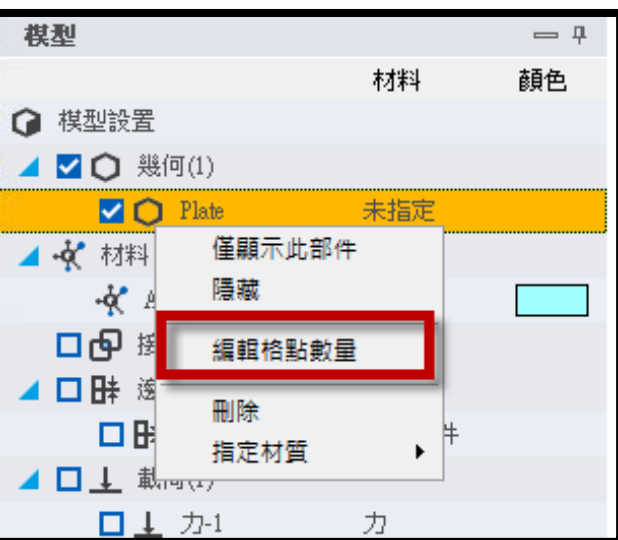 模型
材料 顏色
模型設置
幾何(1)
Plate 未指定
僅顯示此部件
材料
隱藏
A
編輯格點數量
刪除
件
指定材質
力-1 力